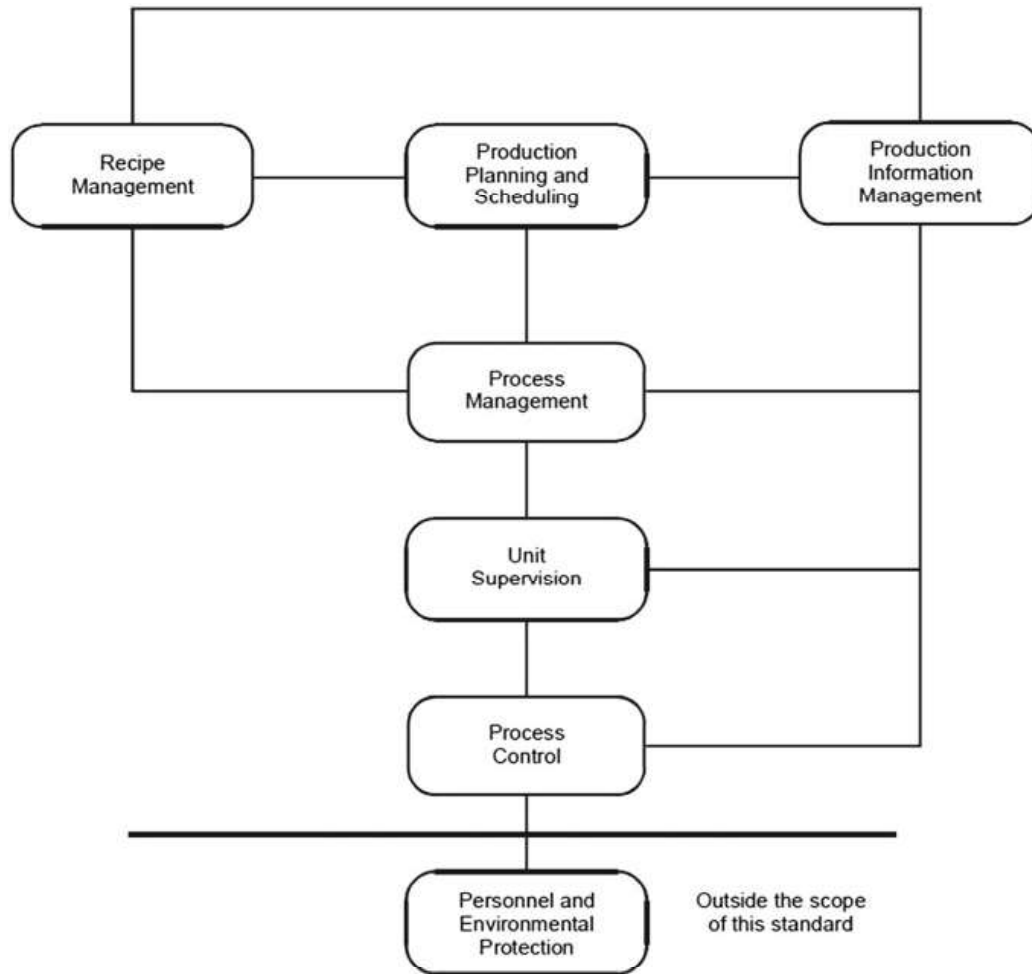 Recipe
Management
Production
Planning and
Scheduling
Production
Information
Management
Process
Management
Unit
Supervision
Process
Control
Personnel and
Environmental
Protection
Outside the scope
of this standard